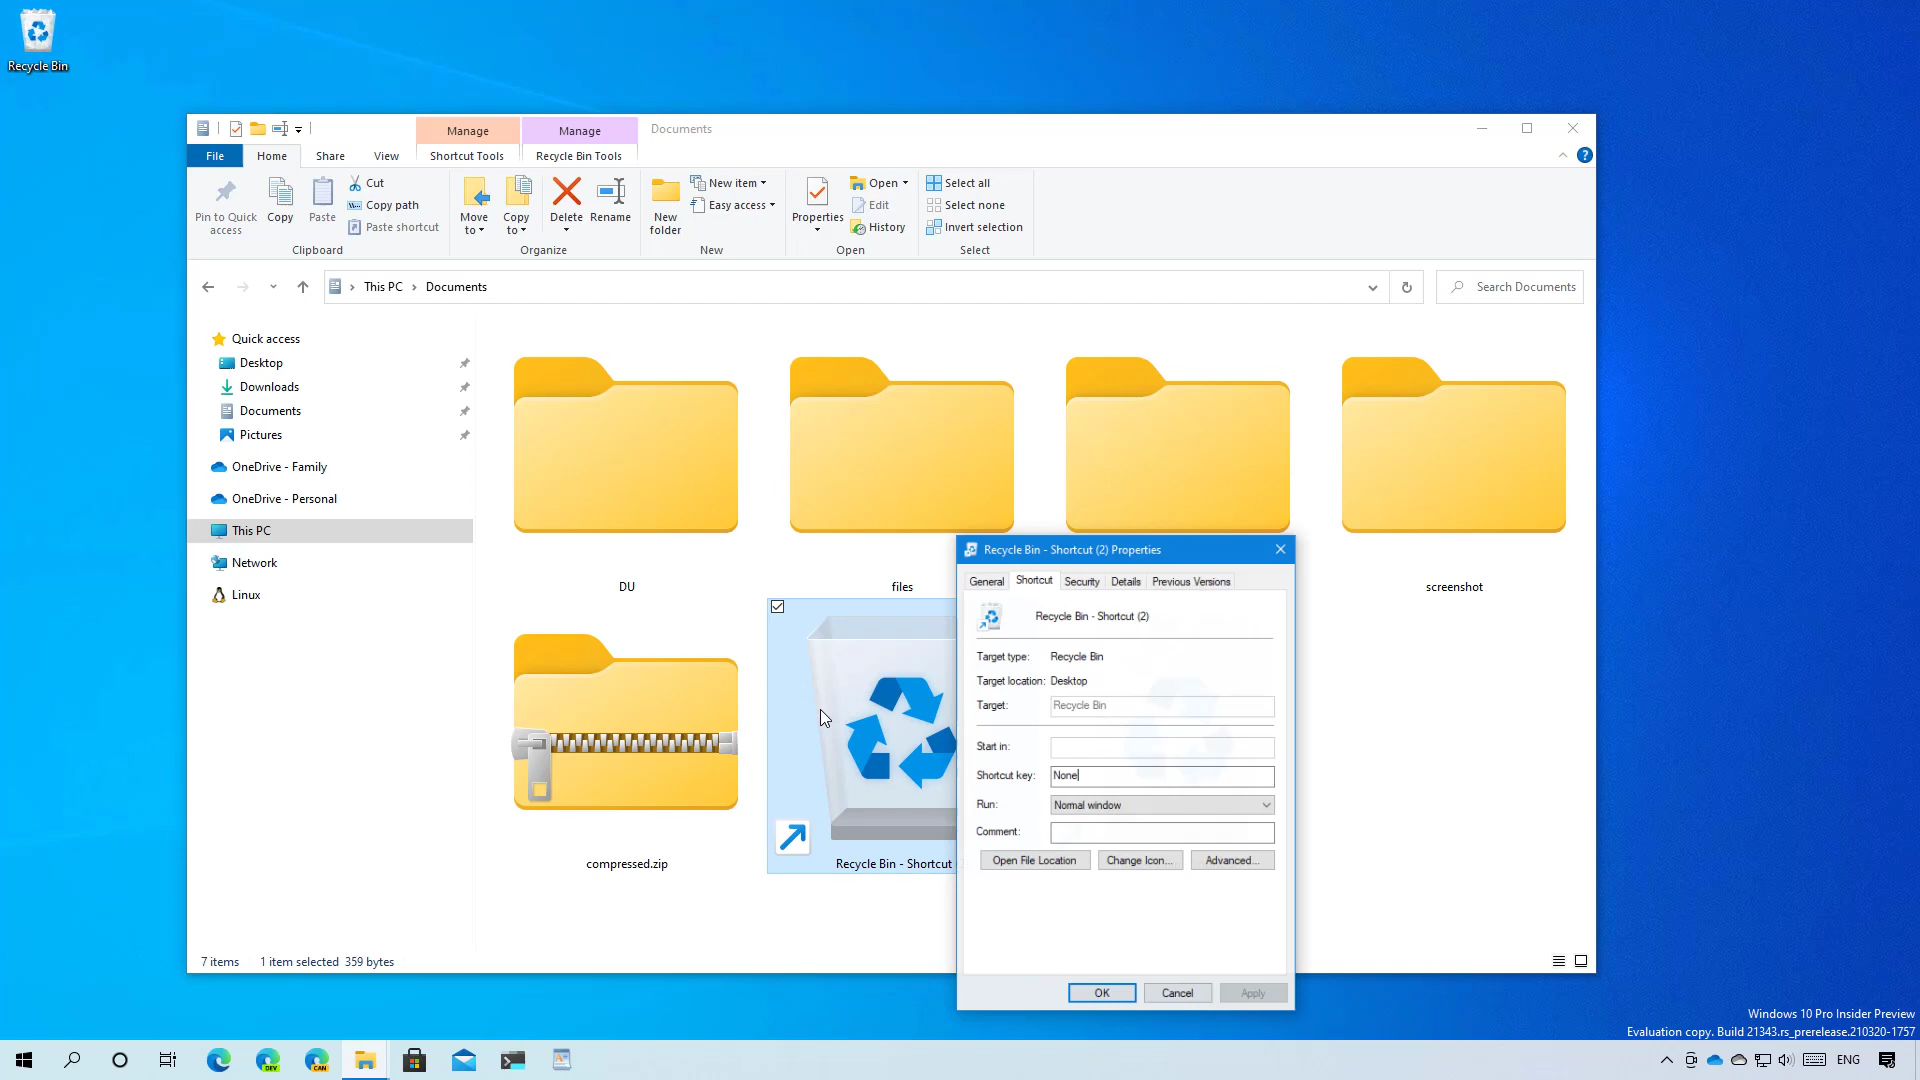 Recycle Bin
Manage
Manage
Documents
File
Home
Share
View
Shortcut Tools
Recycle Bin Tools
Pin to Quick access
Copy
Paste
Cut
Copy path
Paste shortcut
Clipboard
Move to
Copy to
Delete
Rename
Organize
New folder
New item
Easy access
New
Properties
Open
Edit
History
Open
Select all
Select none
Invert selection
Select
This PC
Documents
Search Documents
Quick access
Desktop
Downloads
Documents
Pictures
OneDrive - Family
OneDrive - Personal
This PC
Network
Linux
DU
files
screenshot
compressed.zip
Recycle Bin - Shortcut
7 items
1 item selected 359 bytes
Recycle Bin - Shortcut (2) Properties
General
Shortcut
Security
Details
Previous Versions
Recycle Bin - Shortcut (2)
Target type: Recycle Bin
Target location: Desktop
Target: Recycle Bin
Start in:
Shortcut key: None
Run: Normal window
Comment:
Open File Location
Change Icon...
Advanced...
OK
Cancel
Apply
Windows 10 Pro Insider Preview
Evaluation copy. Build 21343.rs_prerelease.210320-1757
DEV
CAN
ENG